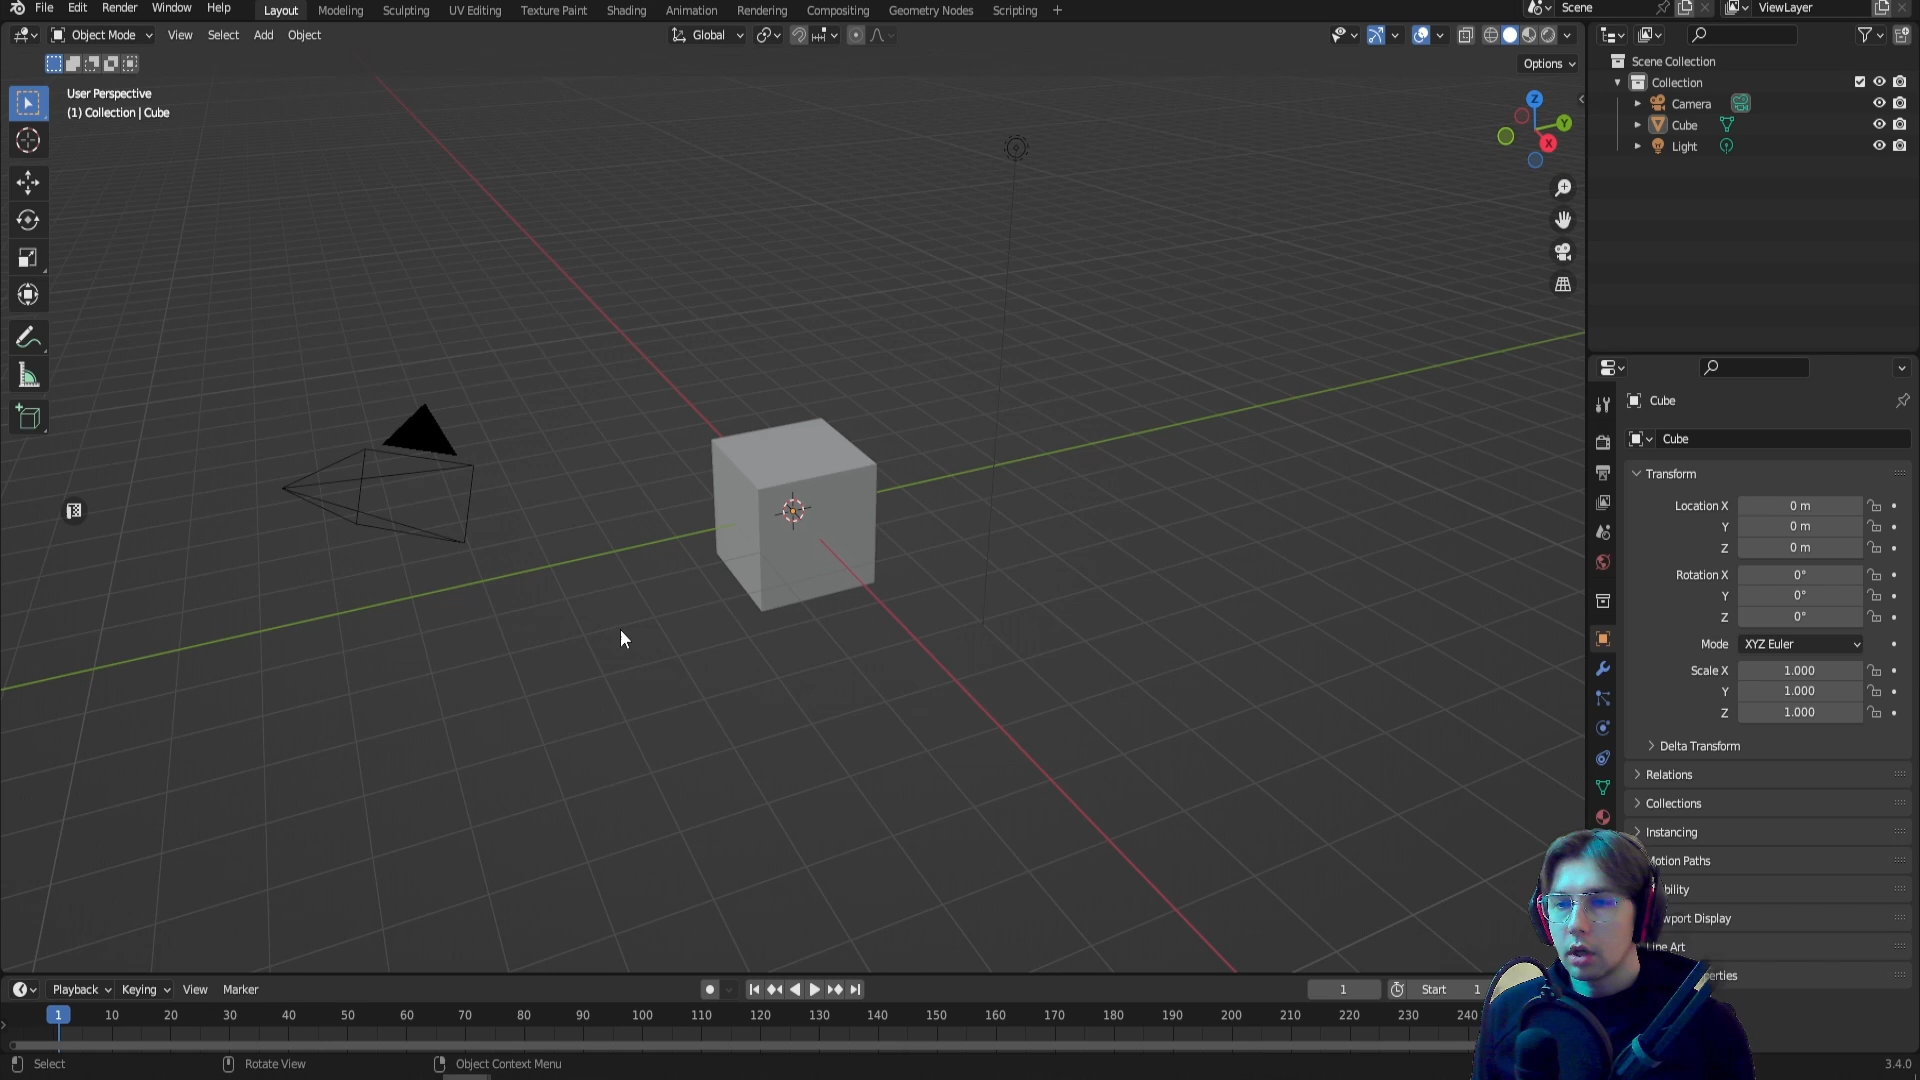 File Edit Render Window Help Layout Modeling Sculpting UV Editing Texture Paint Shading Animation Rendering Compositing Geometry Nodes Scripting + Scene ViewLayer
Object Mode View Select Add Object Global
Options
User Perspective
(1) Collection | Cube
Z
Y
X
Scene Collection
Collection
Camera
Cube
Light
Cube
Cube
Transform
Location X 0 m
Y 0 m
Z 0 m
Rotation X 0°
Y 0°
Z 0°
Mode XYZ Euler
Scale X 1.000
Y 1.000
Z 1.000
Delta Transform
Relations
Collections
Instancing
Motion Paths
bility
wport Display
Line Art
perties
Playback Keying View Marker 1 Start 1
1 10 20 30 40 50 60 70 80 90 100 110 120 130 140 150 160 170 180 190 200 210 220 230 240
Select Rotate View Object Context Menu 3.4.0